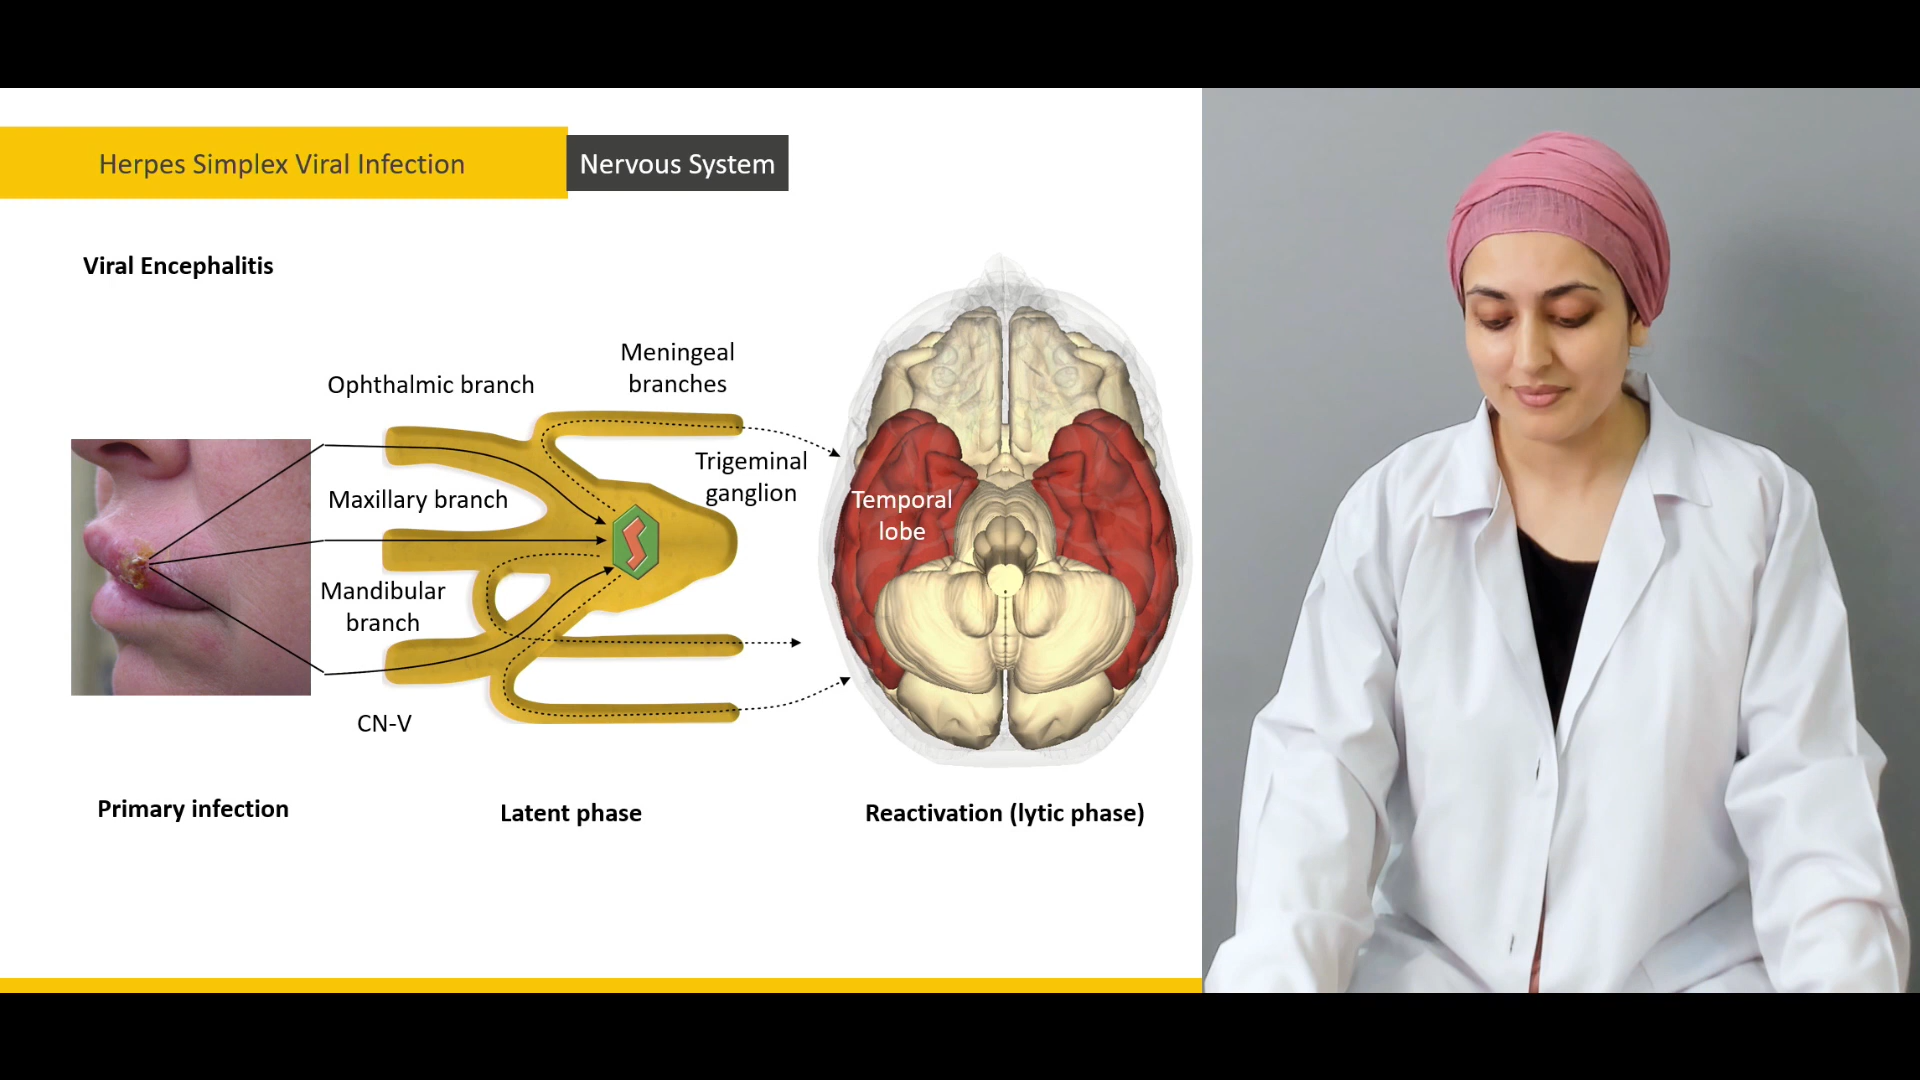 Herpes Simplex Viral Infection
Nervous System
Viral Encephalitis
Meningeal
branches
Ophthalmic branch
Trigeminal
ganglion
Maxillary branch
Temporal
lobe
Mandibular
branch
CN-V
Primary infection
Latent phase
Reactivation (lytic phase)